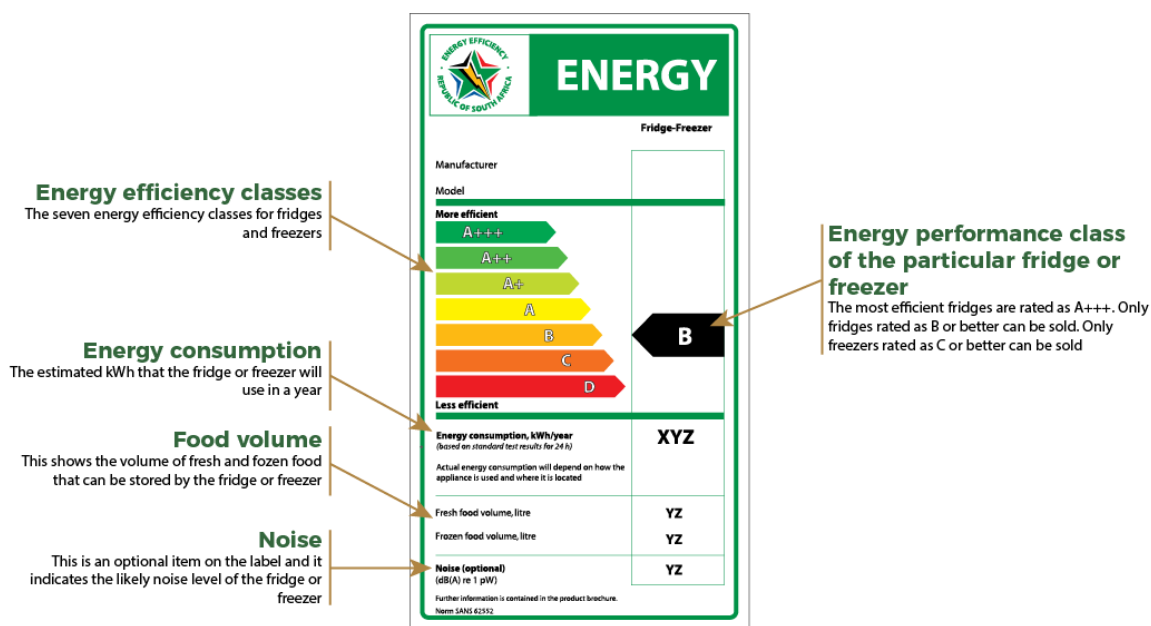 ENERGY EFFICIENCY
REPUBLIC OF SOUTH AFRICA
ENERGY
Fridge-Freezer
Manufacturer
Model
More efficient
A+++
A++
A+
A
B
C
D
B
Less efficient
Energy consumption, kWh/year
(based on standard test results for 24 h)
XYZ
Actual energy consumption will depend on how the
appliance is used and where it is located
Fresh food volume, litre
YZ
Frozen food volume, litre
YZ
Noise (optional)
(dB(A) re 1 pW)
YZ
Further information is contained in the product brochure.
Norm SANS 62552
Energy efficiency classes
The seven energy efficiency classes for fridges
and freezers
Energy consumption
The estimated kWh that the fridge or freezer will
use in a year
Food volume
This shows the volume of fresh and fozen food
that can be stored by the fridge or freezer
Noise
This is an optional item on the label and it
indicates the likely noise level of the fridge or
freezer
Energy performance class
of the particular fridge or
freezer
The most efficient fridges are rated as A+++. Only
fridges rated as B or better can be sold. Only
freezers rated as C or better can be sold